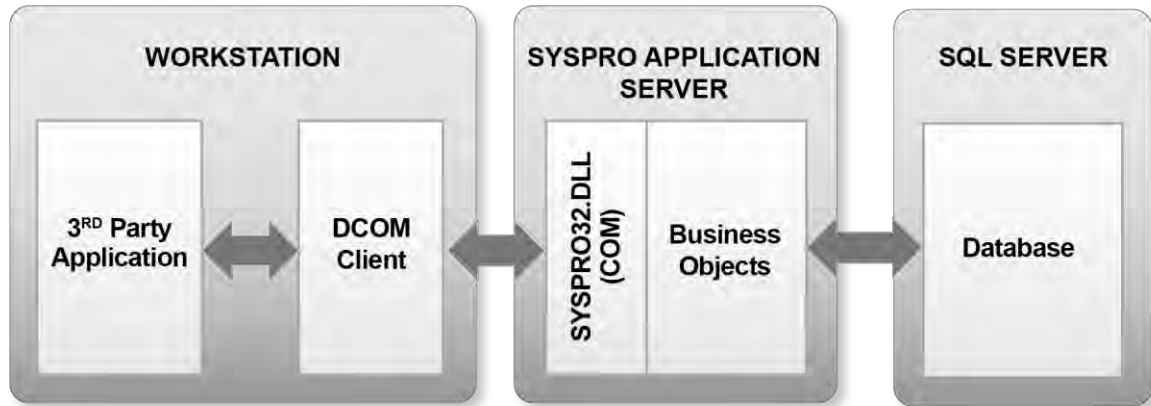 WORKSTATION
3RD Party
Application
DCOM
Client
SYSPRO APPLICATION
SERVER
SYSPRO32.DLL
(COM)
Business
Objects
SQL SERVER
Database